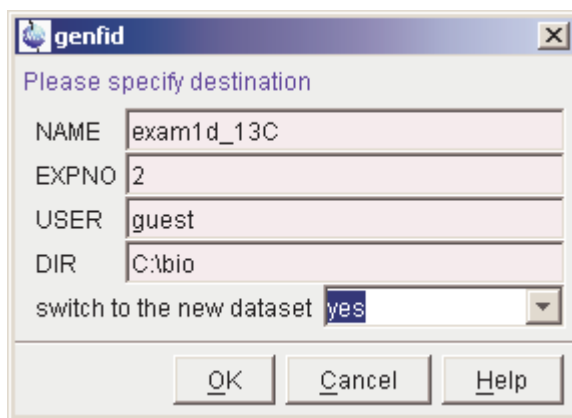 genfid
Please specify destination
NAME exam1d_13C
EXPNO 2
USER guest
DIR C:\bio
switch to the new dataset yes
OK Cancel Help